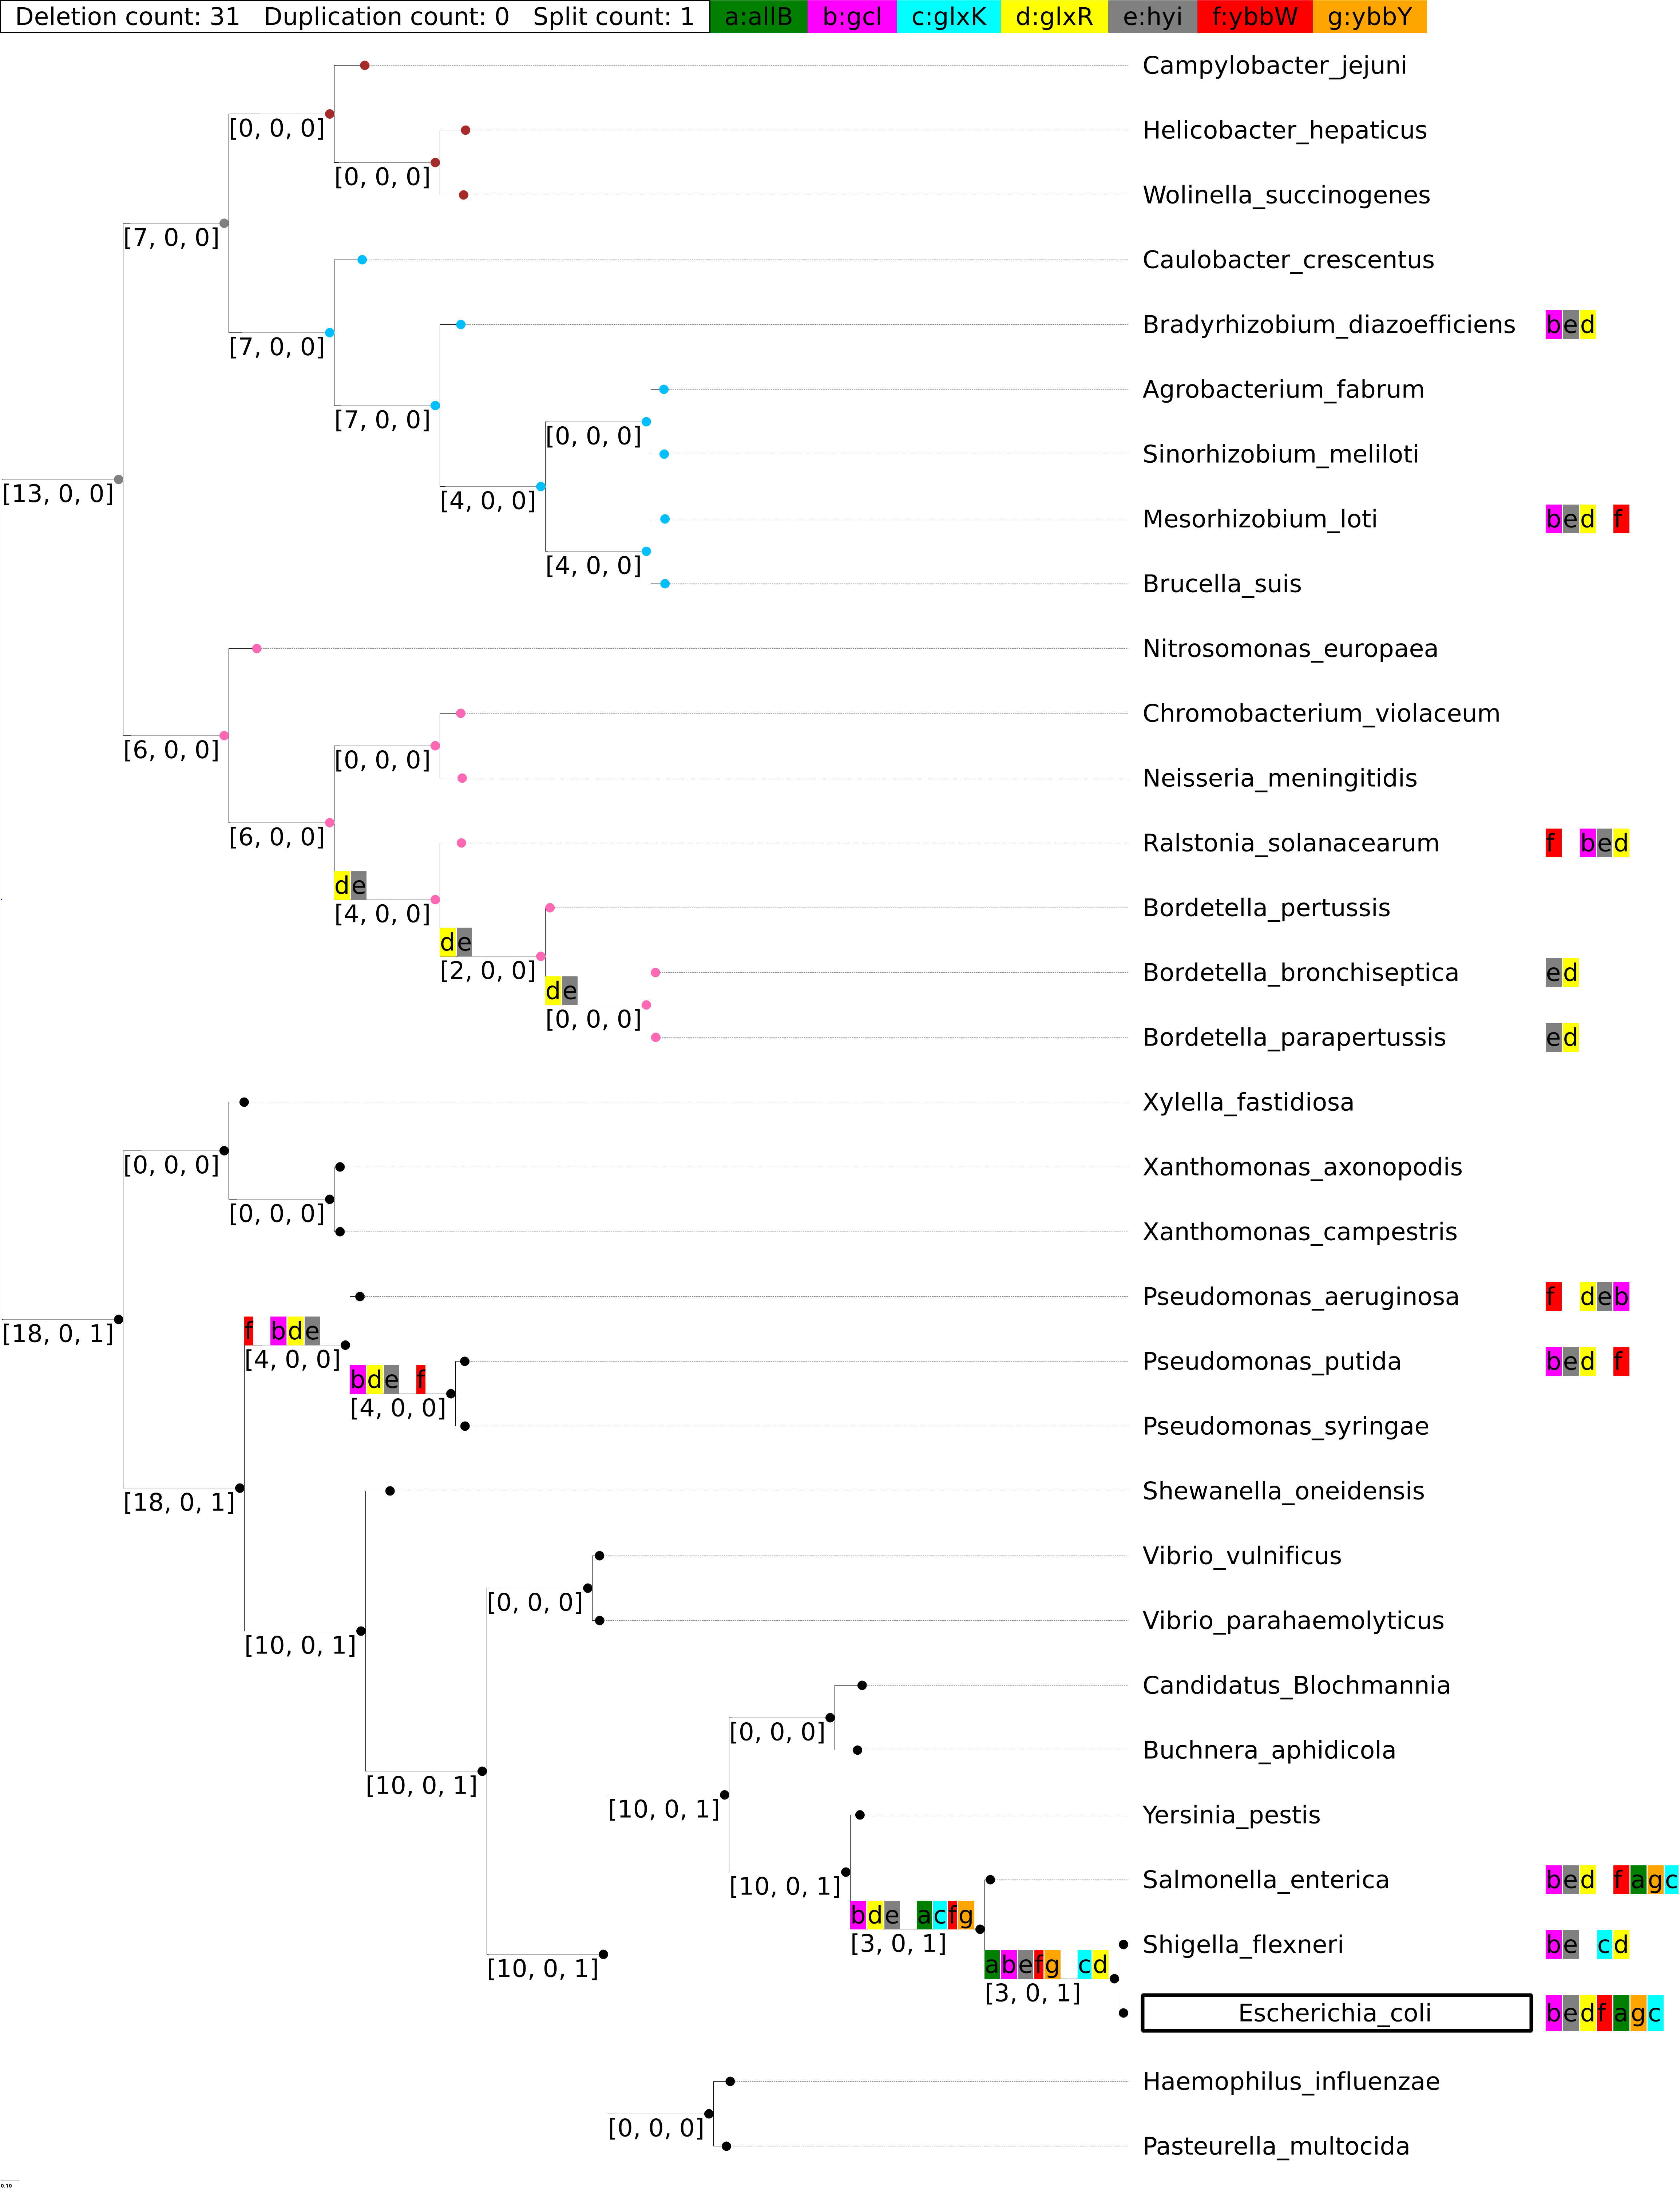 Deletion count: 31 Duplication count: 0 Split count: 1 a:allB b:gcl c:glxK d:glxR e:hyi f:ybbW g:ybbY
Campylobacter_jejuni
[0, 0, 0]
Helicobacter_hepaticus
[0, 0, 0]
Wolinella_succinogenes
[7, 0, 0]
Caulobacter_crescentus
Bradyrhizobium_diazoefficiens bed
[7, 0, 0]
Agrobacterium_fabrum
[7, 0, 0]
[0, 0, 0]
Sinorhizobium_meliloti
[13, 0, 0]
[4, 0, 0]
Mesorhizobium_loti bed f
[4, 0, 0]
Brucella_suis
Nitrosomonas_europaea
Chromobacterium_violaceum
[6, 0, 0]
[0, 0, 0]
Neisseria_meningitidis
[6, 0, 0]
Ralstonia_solanacearum f bed
de
[4, 0, 0]
Bordetella_pertussis
de
[2, 0, 0]
Bordetella_bronchiseptica ed
de
[0, 0, 0]
Bordetella_parapertussis ed
Xylella_fastidiosa
[0, 0, 0]
Xanthomonas_axonopodis
[0, 0, 0]
Xanthomonas_campestris
Pseudomonas_aeruginosa f deb
[18, 0, 1]
f bde
[4, 0, 0]
Pseudomonas_putida bed f
bde f
[4, 0, 0]
Pseudomonas_syringae
Shewanella_oneidensis
[18, 0, 1]
Vibrio_vulnificus
[0, 0, 0]
Vibrio_parahaemolyticus
[10, 0, 1]
Candidatus_Blochmannia
[0, 0, 0]
Buchnera_aphidicola
[10, 0, 1]
[10, 0, 1]
Yersinia_pestis
Salmonella_enterica bed fagc
[10, 0, 1]
bde acfg
[3, 0, 1]
Shigella_flexneri be cd
abefg cd
[10, 0, 1]
[3, 0, 1]
Escherichia_coli bedfagc
Haemophilus_influenzae
[0, 0, 0]
Pasteurella_multocida
0.10